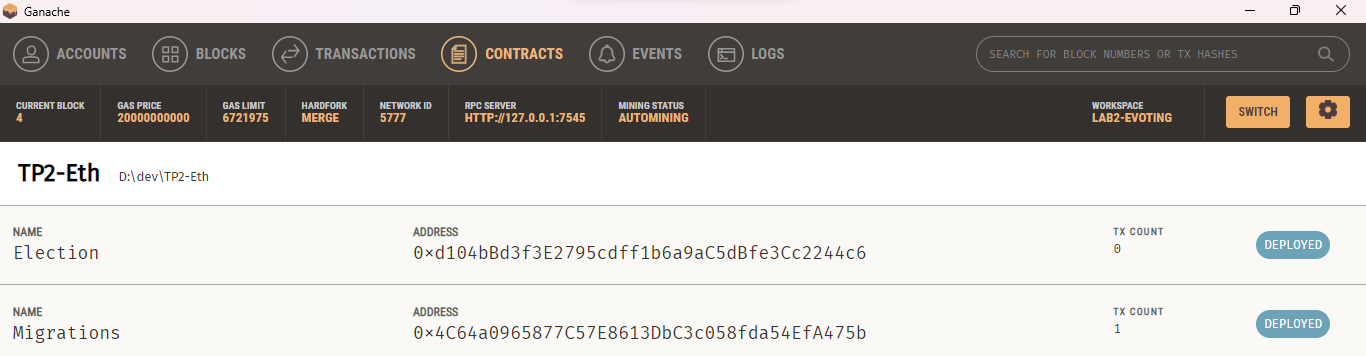 Ganache
ACCOUNTS BLOCKS TRANSACTIONS CONTRACTS EVENTS LOGS SEARCH FOR BLOCK NUMBERS OR TX HASHES
CURRENT BLOCK GAS PRICE GAS LIMIT HARDFORK NETWORK ID RPC SERVER MINING STATUS WORKSPACE
4 20000000000 6721975 MERGE 5777 HTTP://127.0.0.1:7545 AUTOMINING LAB2-EVOTING SWITCH
TP2-Eth D:\dev\TP2-Eth
NAME ADDRESS TX COUNT
Election 0×d104bBd3f3E2795cdff1b6a9aC5dBfe3Cc2244c6 0 DEPLOYED
NAME ADDRESS TX COUNT
Migrations 0×4C64a0965877C57E8613DbC3c058fda54EfA475b 1 DEPLOYED